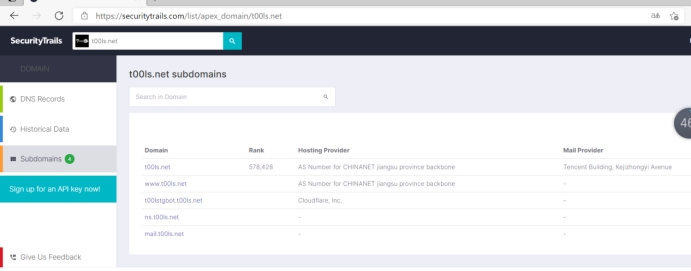 https://securitytrails.com/list/apex_domain/t00ls.net
SecurityTrails
t00ls.net
DOMAIN
t00ls.net subdomains
Search in Domain
DNS Records
Historical Data
46
Subdomains 4
Domain Rank Hosting Provider Mail Provider
t00ls.net 578,428 AS Number for CHINANET jiangsu province backbone Tencent Building, Kejizhongyi Avenue
www.t00ls.net AS Number for CHINANET jiangsu province backbone -
Sign up for an API key now!
t00lstgbot.t00ls.net Cloudflare, Inc. -
ns.t00ls.net - -
mail.t00ls.net - -
Give Us Feedback